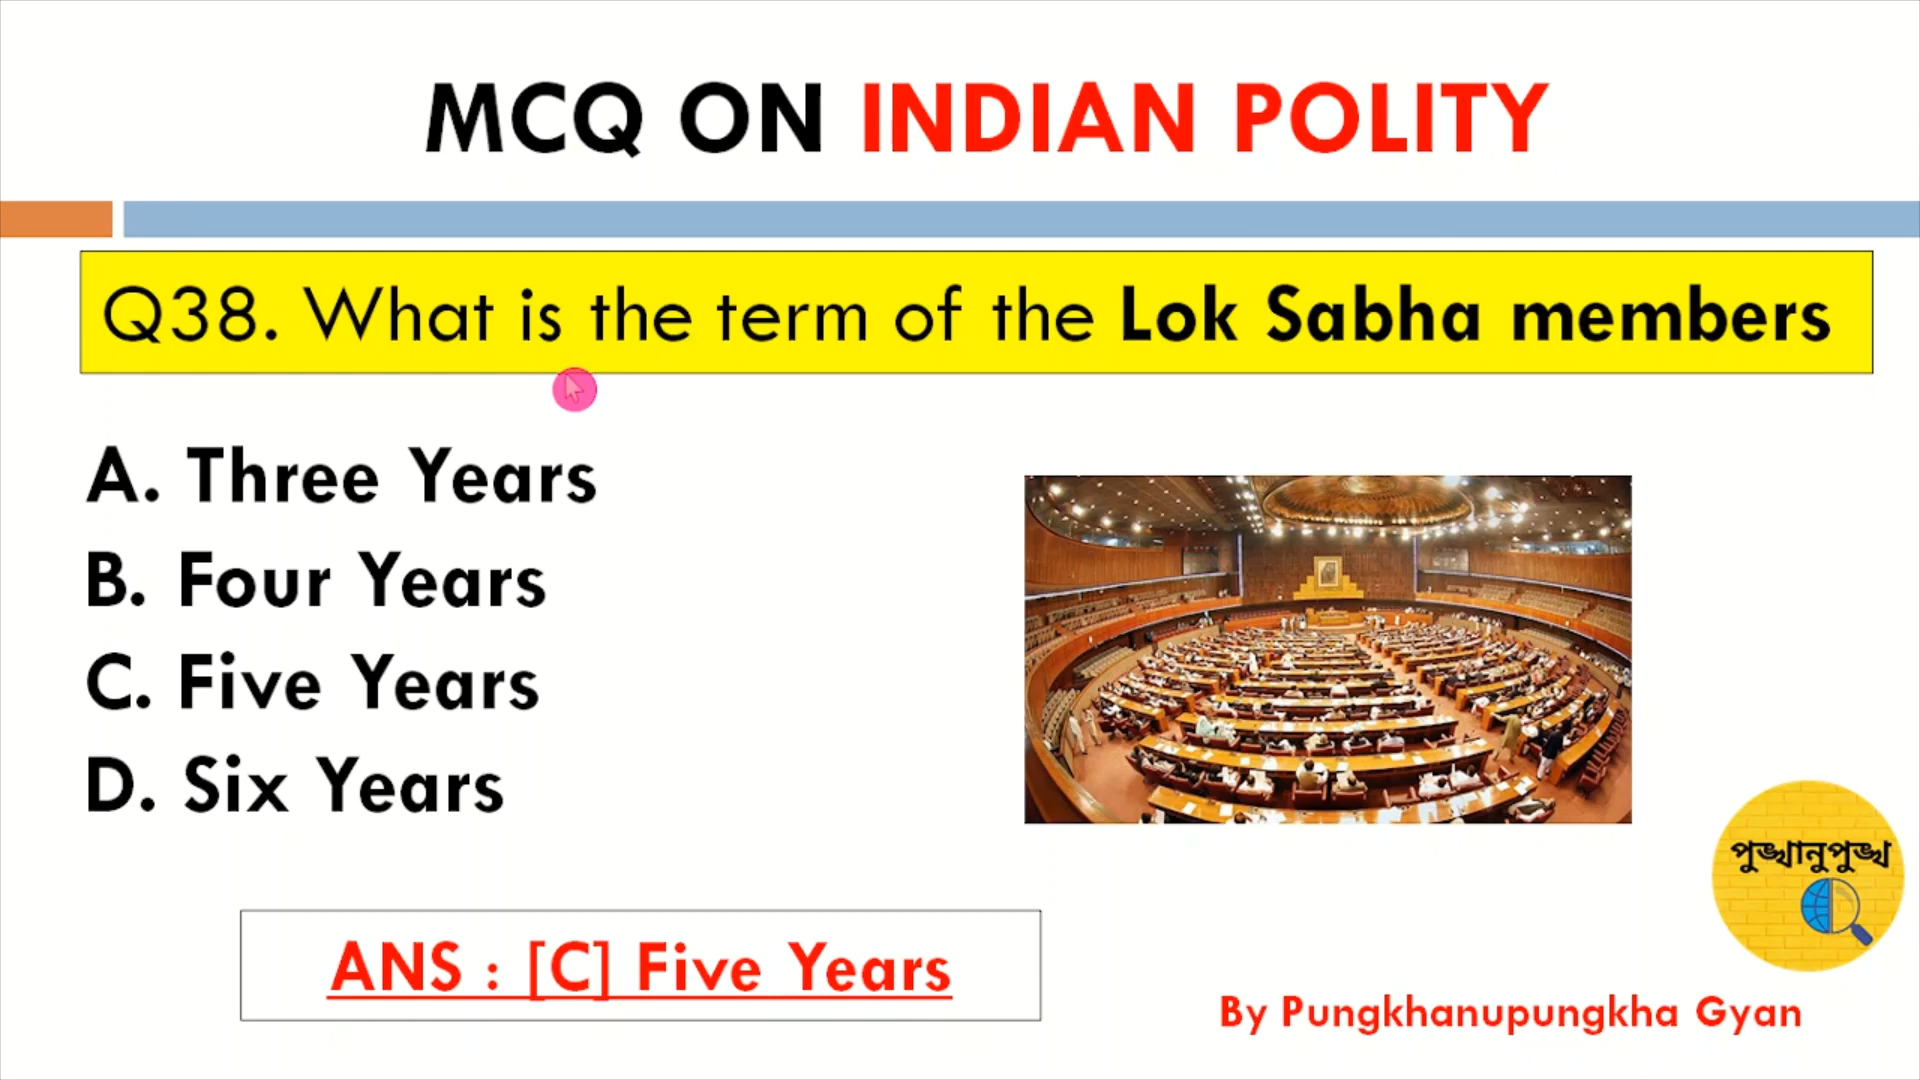 MCQ ON INDIAN POLITY
Q38. What is the term of the Lok Sabha members
A. Three Years
B. Four Years
C. Five Years
D. Six Years
পুঙ্খানুপুঙ্খ
ANS : [C] Five Years
By Pungkhanupungkha Gyan